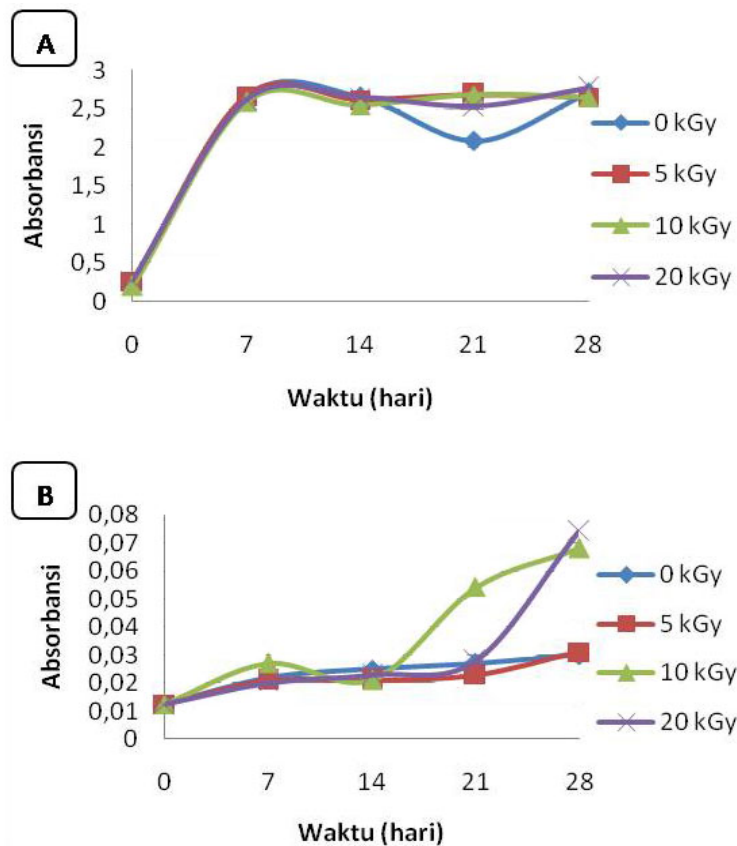 A
3
2,5
2
1,5
1
0,5
0
Absorbansi
0 7 14 21 28
Waktu (hari)
0 kGy
5 kGy
10 kGy
20 kGy
B
0,08
0,07
0,06
0,05
0,04
0,03
0,02
0,01
0
Absorbansi
0 7 14 21 28
Waktu (hari)
0 kGy
5 kGy
10 kGy
20 kGy